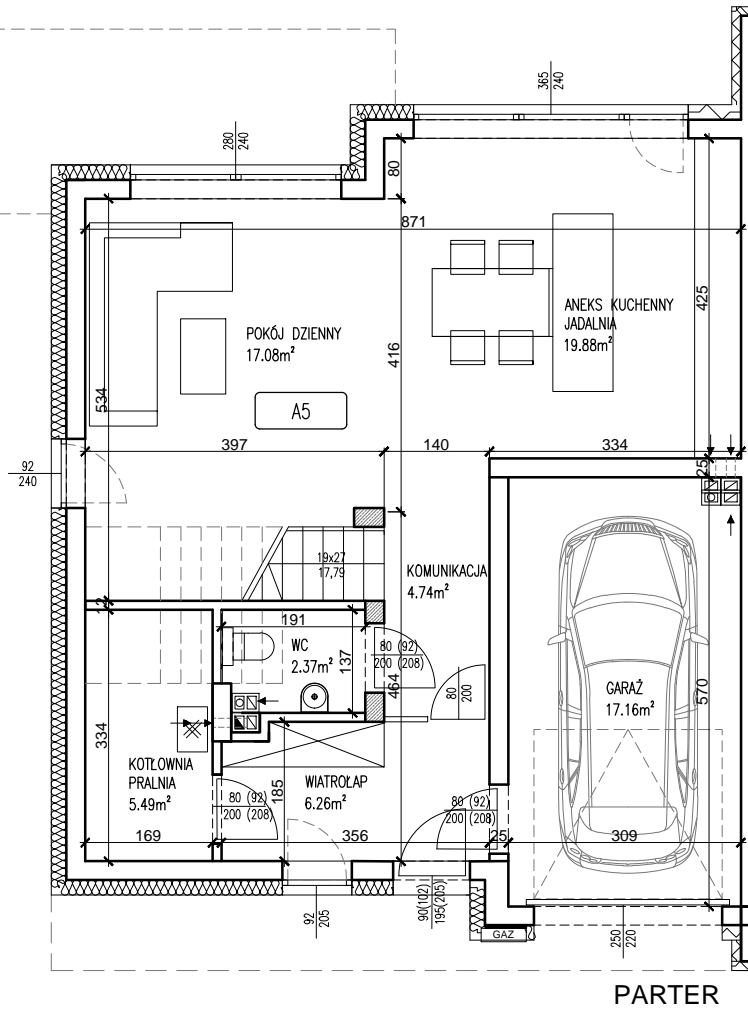 365
240
280
240
80
871
425
ANEKS KUCHENNY
JADALNIA
19.88m²
POKÓJ DZIENNY
17.08m²
416
534
A5
397
140
334
92
240
25
19x27
17,79
KOMUNIKACJA
4.74m²
12
191
WC
2.37m²
137
80 (92)
200 (208)
464
80
200
GARAŻ
17.16m²
570
334
KOTŁOWNIA
PRALNIA
5.49m²
185
WIATROŁAP
6.26m²
80 (92)
200 (208)
80 (92)
200 (208)
169
356
25
309
92
205
90(102)
195(205)
GAZ
250
220
PARTER